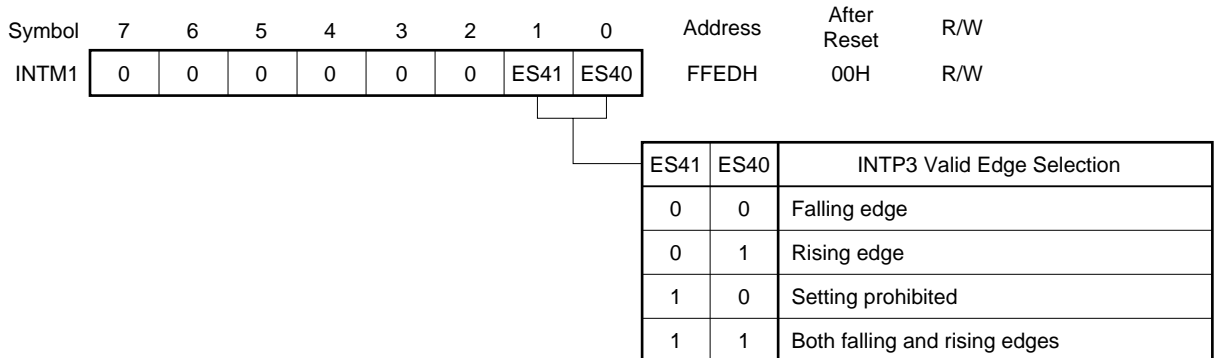 Symbol 7 6 5 4 3 2 1 0 Address After Reset R/W
INTM1 0 0 0 0 0 0 ES41 ES40 FFEDH 00H R/W
ES41 ES40 INTP3 Valid Edge Selection
0 0 Falling edge
0 1 Rising edge
1 0 Setting prohibited
1 1 Both falling and rising edges